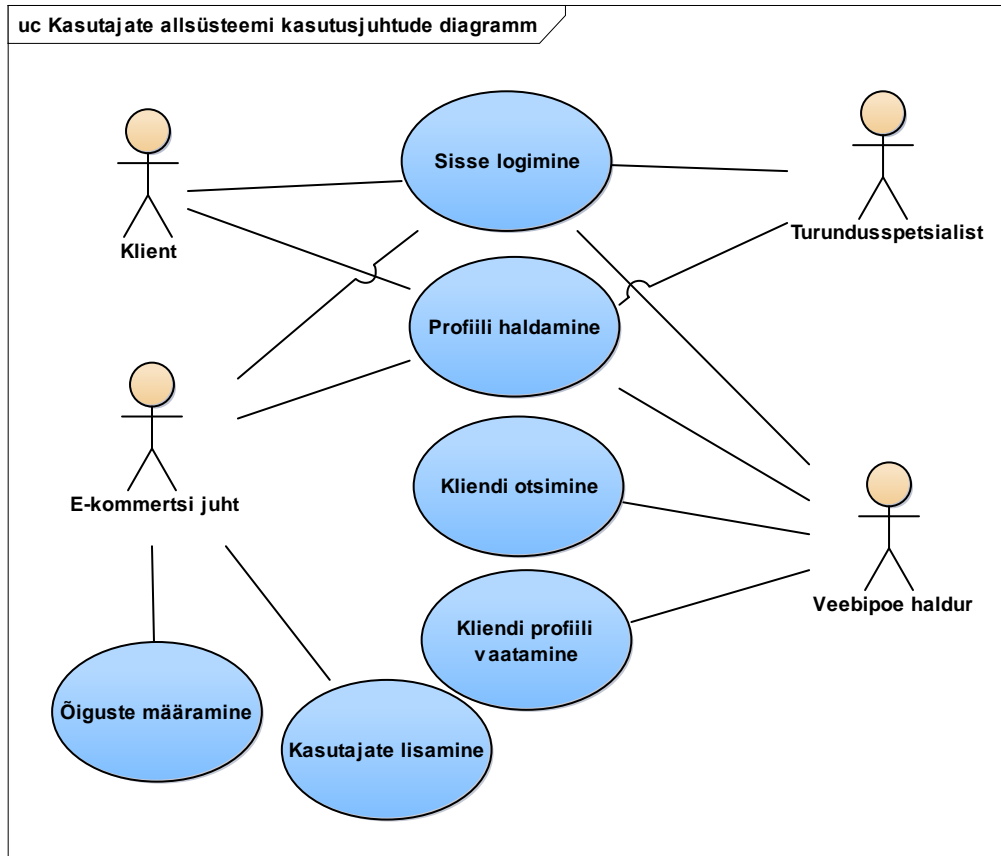 uc Kasutajate allsüsteemi kasutusjuhtude diagramm
Sisse logimine
Klient
Turundusspetsialist
Profiili haldamine
E-kommertsi juht
Kliendi otsimine
Veebipoe haldur
Kliendi profiili
vaatamine
Õiguste määramine
Kasutajate lisamine